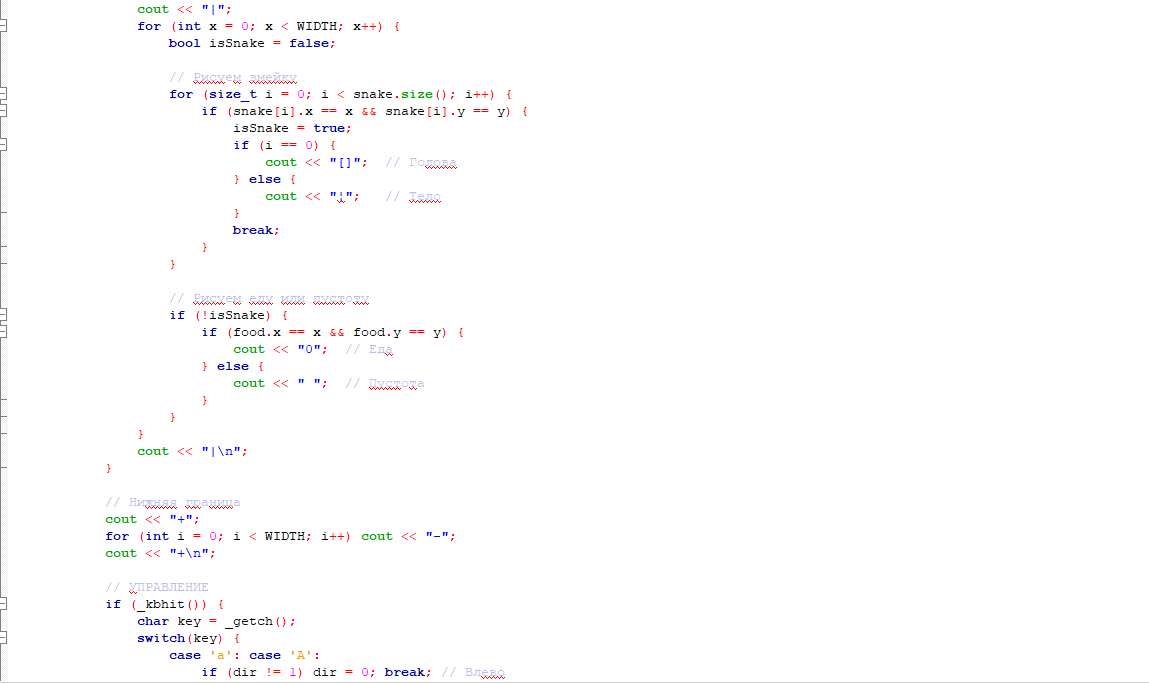 cout << "|";
for (int x = 0; x < WIDTH; x++) {
bool isSnake = false;
// Рисуем змейку
for (size_t i = 0; i < snake.size(); i++) {
if (snake[i].x == x && snake[i].y == y) {
isSnake = true;
if (i == 0) {
cout << "[]"; // Голова
} else {
cout << "¦"; // Тело
}
break;
}
}
// Рисуем еду или пустоту
if (!isSnake) {
if (food.x == x && food.y == y) {
cout << "0"; // Еда
} else {
cout << " "; // Пустота
}
}
}
cout << "|\n";
}
// Нижняя граница
cout << "+";
for (int i = 0; i < WIDTH; i++) cout << "-";
cout << "+\n";
// УПРАВЛЕНИЕ
if (_kbhit()) {
char key = _getch();
switch(key) {
case 'a': case 'A':
if (dir != 1) dir = 0; break; // Влево